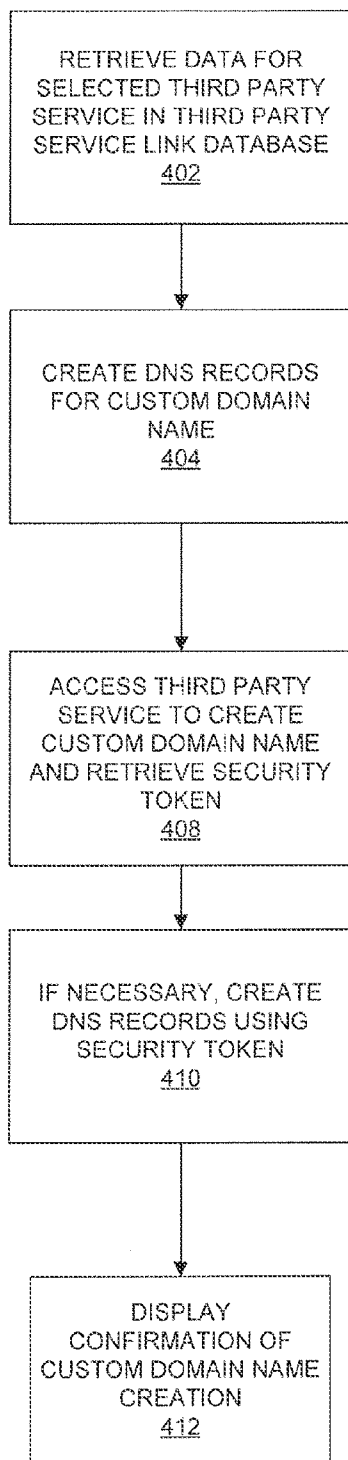 RETRIEVE DATA FOR
SELECTED THIRD PARTY
SERVICE IN THIRD PARTY
SERVICE LINK DATABASE
402
CREATE DNS RECORDS
FOR CUSTOM DOMAIN
NAME
404
ACCESS THIRD PARTY
SERVICE TO CREATE
CUSTOM DOMAIN NAME
AND RETRIEVE SECURITY
TOKEN
408
IF NECESSARY, CREATE
DNS RECORDS USING
SECURITY TOKEN
410
DISPLAY
CONFIRMATION OF
CUSTOM DOMAIN NAME
CREATION
412